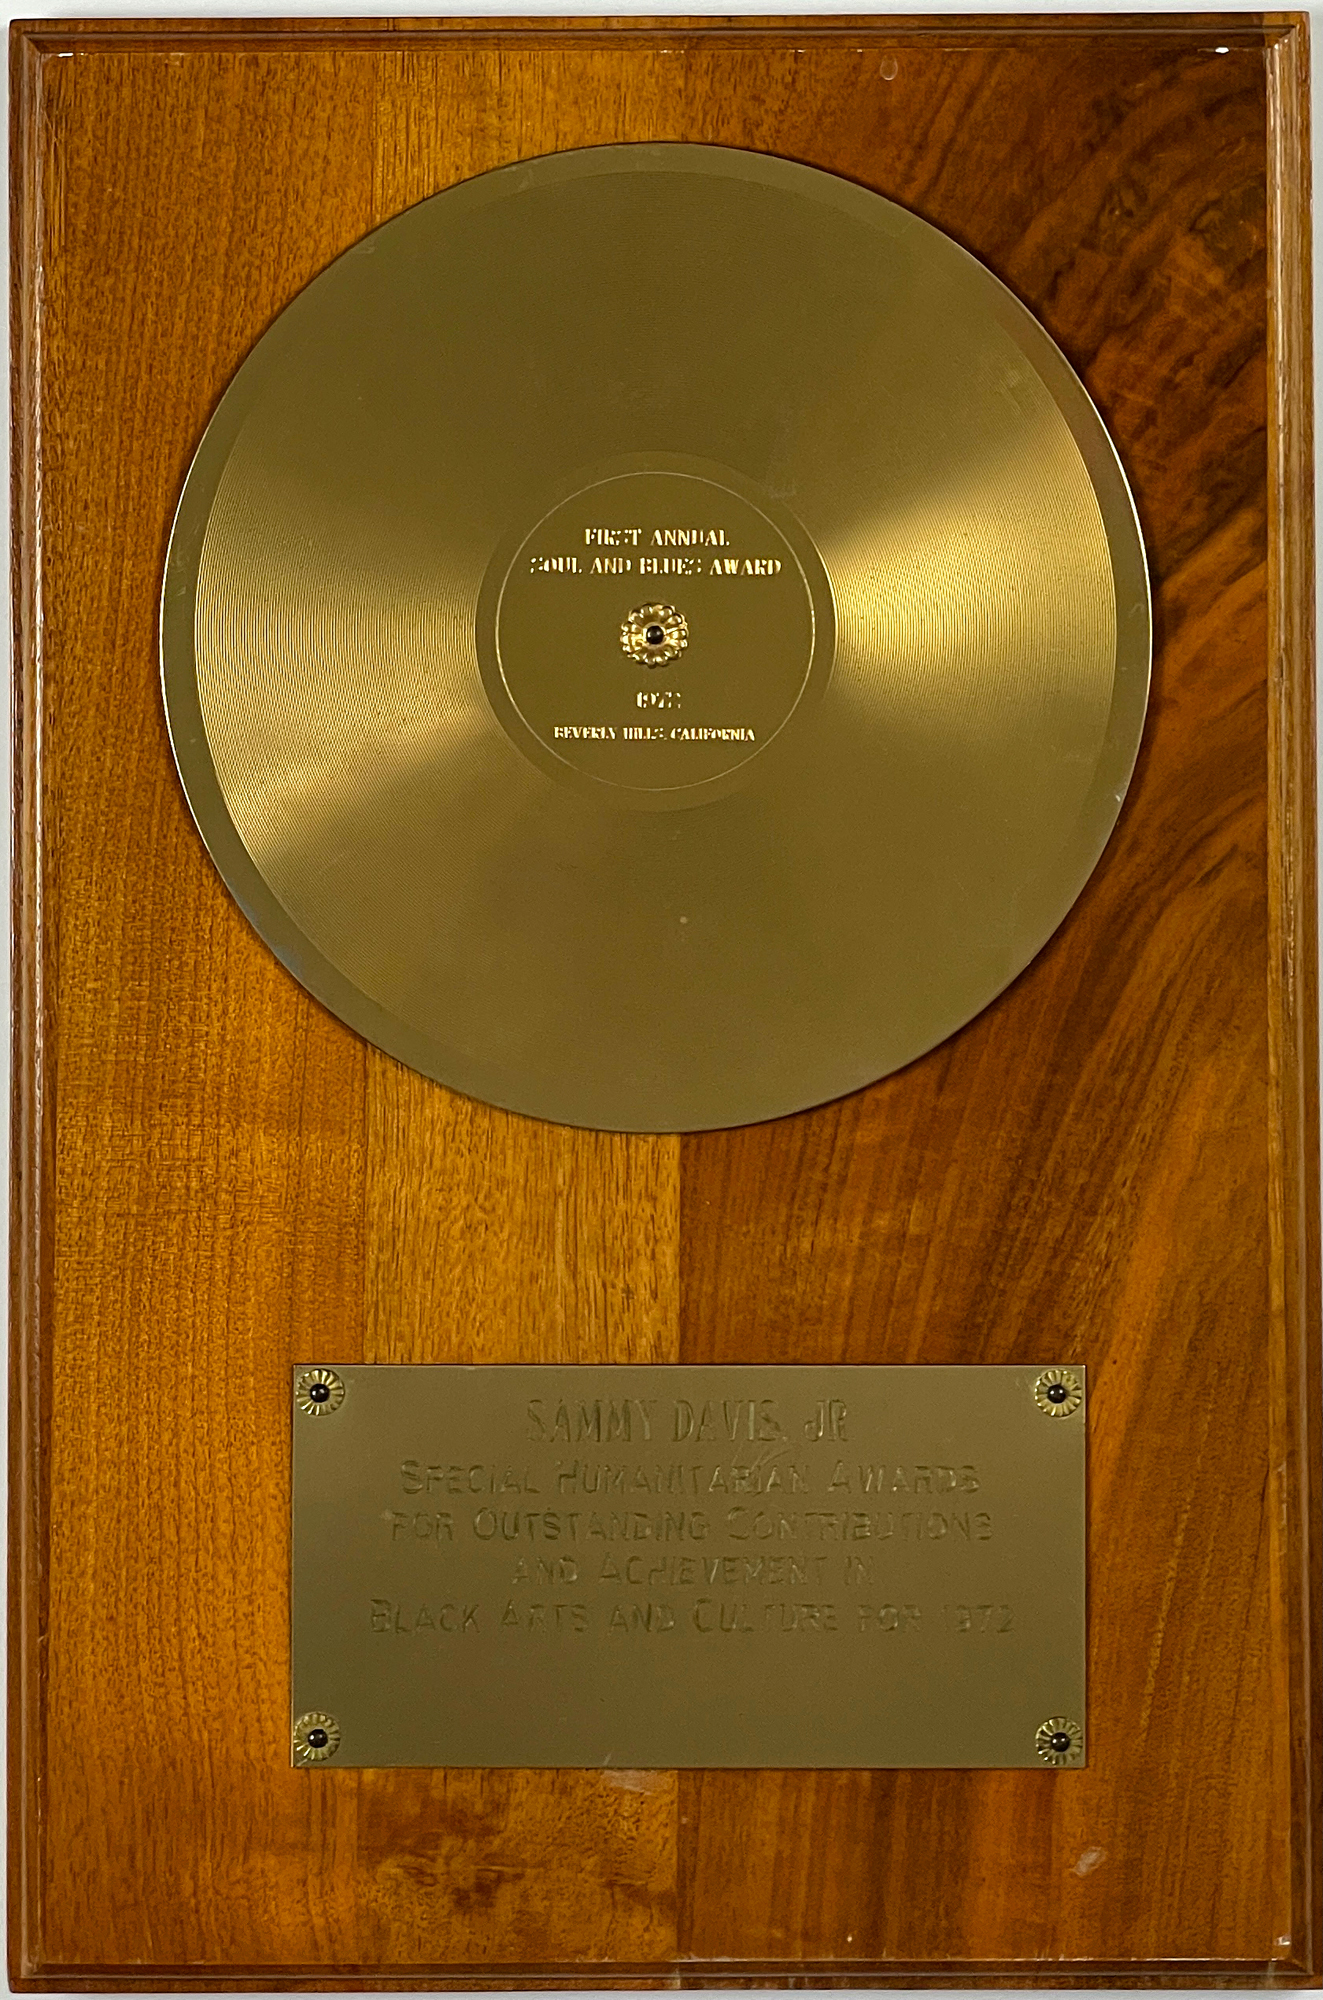 FIRST ANNUAL
SOUL AND BLUES AWARD
BEVERLY HILLS, CALIFORNIA
SAMMY DAVIS, JR
SPECIAL HUMANITARIAN AWARDS
FOR OUTSTANDING CONTRIBUTIONS
AND ACHIEVEMENT IN
BLACK ARTS AND CULTURE FOR 1972